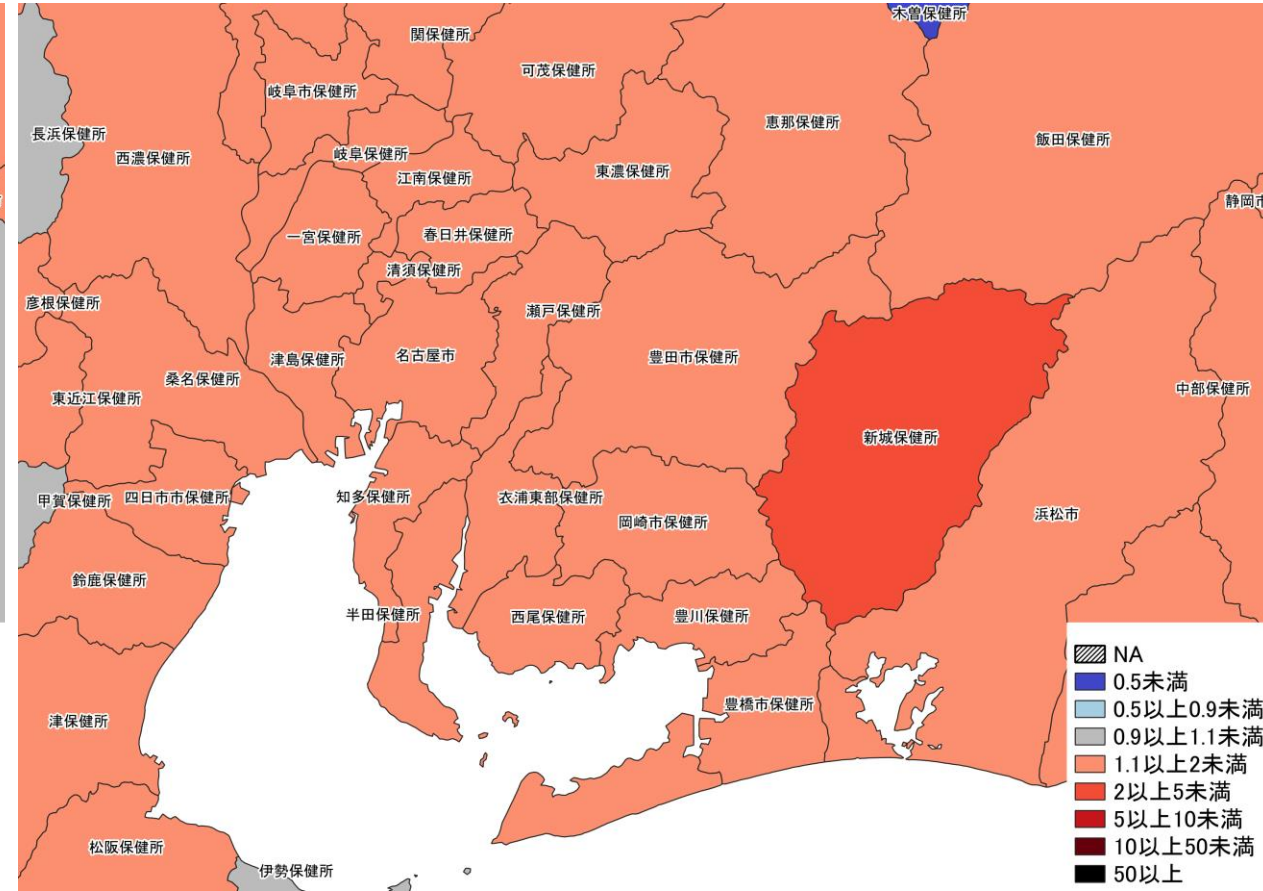 木曽保健所
関保健所
可茂保健所
岐阜市保健所
恵那保健所
長浜保健所
飯田保健所
西濃保健所
岐阜保健所
東濃保健所
江南保健所
静岡市
一宮保健所
春日井保健所
清須保健所
彦根保健所
瀬戸保健所
津島保健所
名古屋市
豊田市保健所
桑名保健所
中部保健所
東近江保健所
新城保健所
甲賀保健所
四日市市保健所
知多保健所
衣浦東部保健所
岡崎市保健所
浜松市
鈴鹿保健所
半田保健所
西尾保健所
豊川保健所
津保健所
豊橋市保健所
松阪保健所
伊勢保健所
NA
0.5未満
0.5以上0.9未満
0.9以上1.1未満
1.1以上2未満
2以上5未満
5以上10未満
10以上50未満
50以上